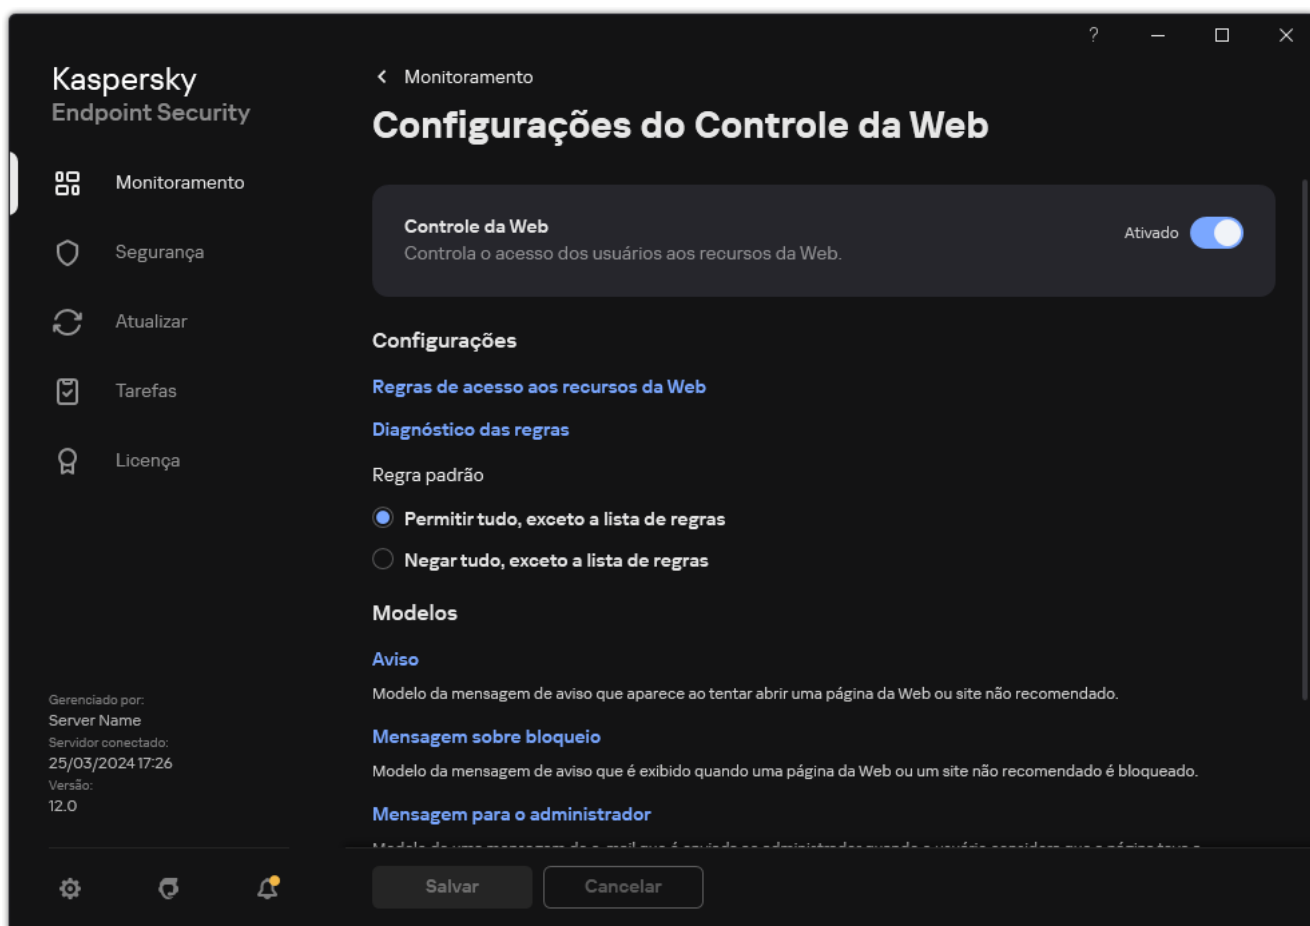 ?
Kaspersky
Endpoint Security
Monitoramento
Segurança
Atualizar
Tarefas
Licença
Gerenciado por:
Server Name
Servidor conectado:
25/03/2024 17:26
Versão:
12.0
Monitoramento
Configurações do Controle da Web
Controle da Web
Controla o acesso dos usuários aos recursos da Web.
Ativado
Configurações
Regras de acesso aos recursos da Web
Diagnóstico das regras
Regra padrão
Permitir tudo, exceto a lista de regras
Negar tudo, exceto a lista de regras
Modelos
Aviso
Modelo da mensagem de aviso que aparece ao tentar abrir uma página da Web ou site não recomendado.
Mensagem sobre bloqueio
Modelo da mensagem de aviso que é exibido quando uma página da Web ou um site não recomendado é bloqueado.
Mensagem para o administrador
Salvar
Cancelar